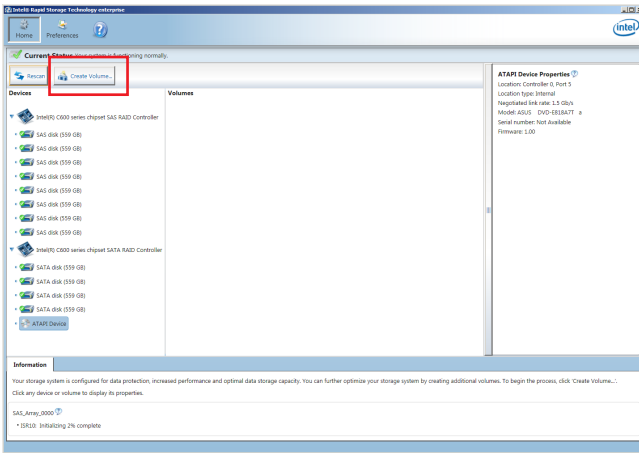 Intel® Rapid Storage Technology enterprise
Home
Preferences
intel
Current Status Your system is functioning normally.
Rescan
Create Volume...
Devices
Volumes
Intel(R) C600 series chipset SAS RAID Controller
SAS disk (559 GB)
SAS disk (559 GB)
SAS disk (559 GB)
SAS disk (559 GB)
SAS disk (559 GB)
SAS disk (559 GB)
SAS disk (559 GB)
SAS disk (559 GB)
Intel(R) C600 series chipset SATA RAID Controller
SATA disk (559 GB)
SATA disk (559 GB)
SATA disk (559 GB)
SATA disk (559 GB)
ATAPI Device
ATAPI Device Properties
Location: Controller 0, Port 5
Location type: Internal
Negotiated link rate: 1.5 Gb/s
Model: ASUS DVD-E818A7T a
Serial number: Not Available
Firmware: 1.00
Information
Your storage system is configured for data protection, increased performance and optimal data storage capacity. You can further optimize your storage system by creating additional volumes. To begin the process, click 'Create Volume...'.
Click any device or volume to display its properties.
SAS_Array_0000
• ISR10: Initializing 2% complete